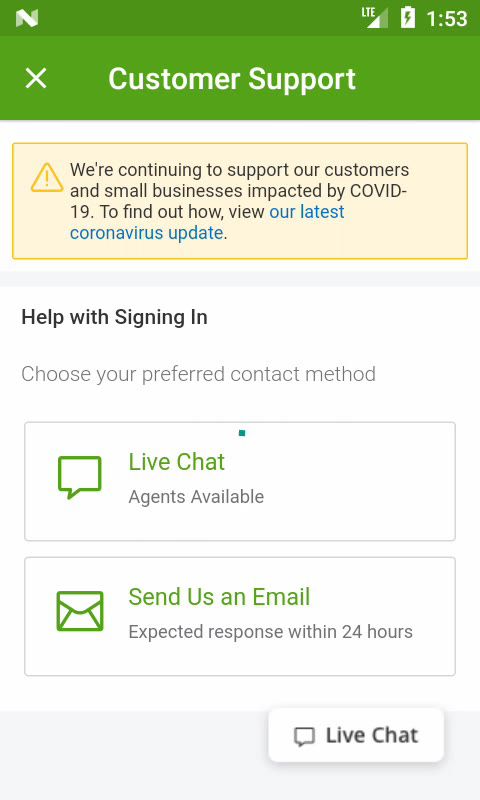 LTE 1:53
Customer Support
We're continuing to support our customers
and small businesses impacted by COVID-
19. To find out how, view our latest
coronavirus update.
Help with Signing In
Choose your preferred contact method
Live Chat
Agents Available
Send Us an Email
Expected response within 24 hours
Live Chat